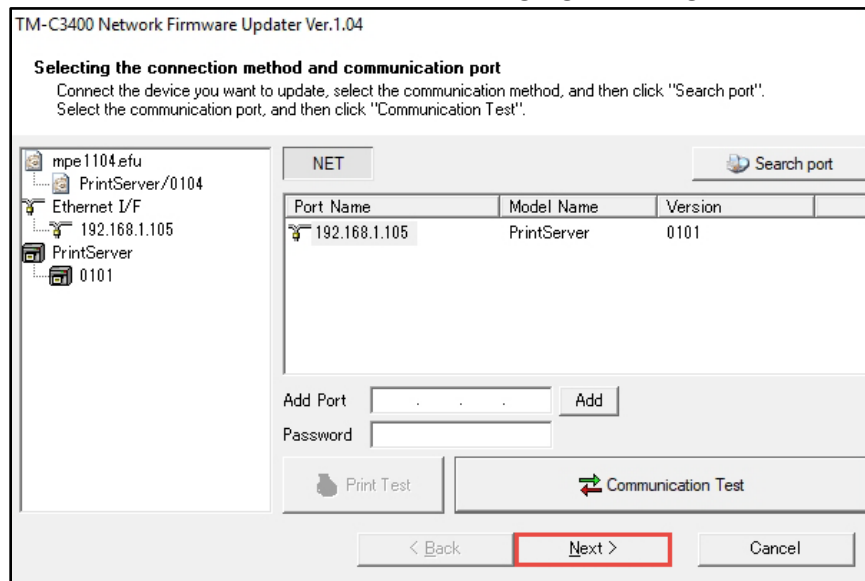 TM-C3400 Network Firmware Updater Ver.1.04
Selecting the connection method and communication port
Connect the device you want to update, select the communication method, and then click "Search port".
Select the communication port, and then click "Communication Test".
mpe1104.efu
PrintServer/0104
Ethernet I/F
192.168.1.105
PrintServer
0101
NET
Search port
Port Name Model Name Version
192.168.1.105 PrintServer 0101
Add Port . . . Add
Password
Print Test
Communication Test
< Back Next > Cancel